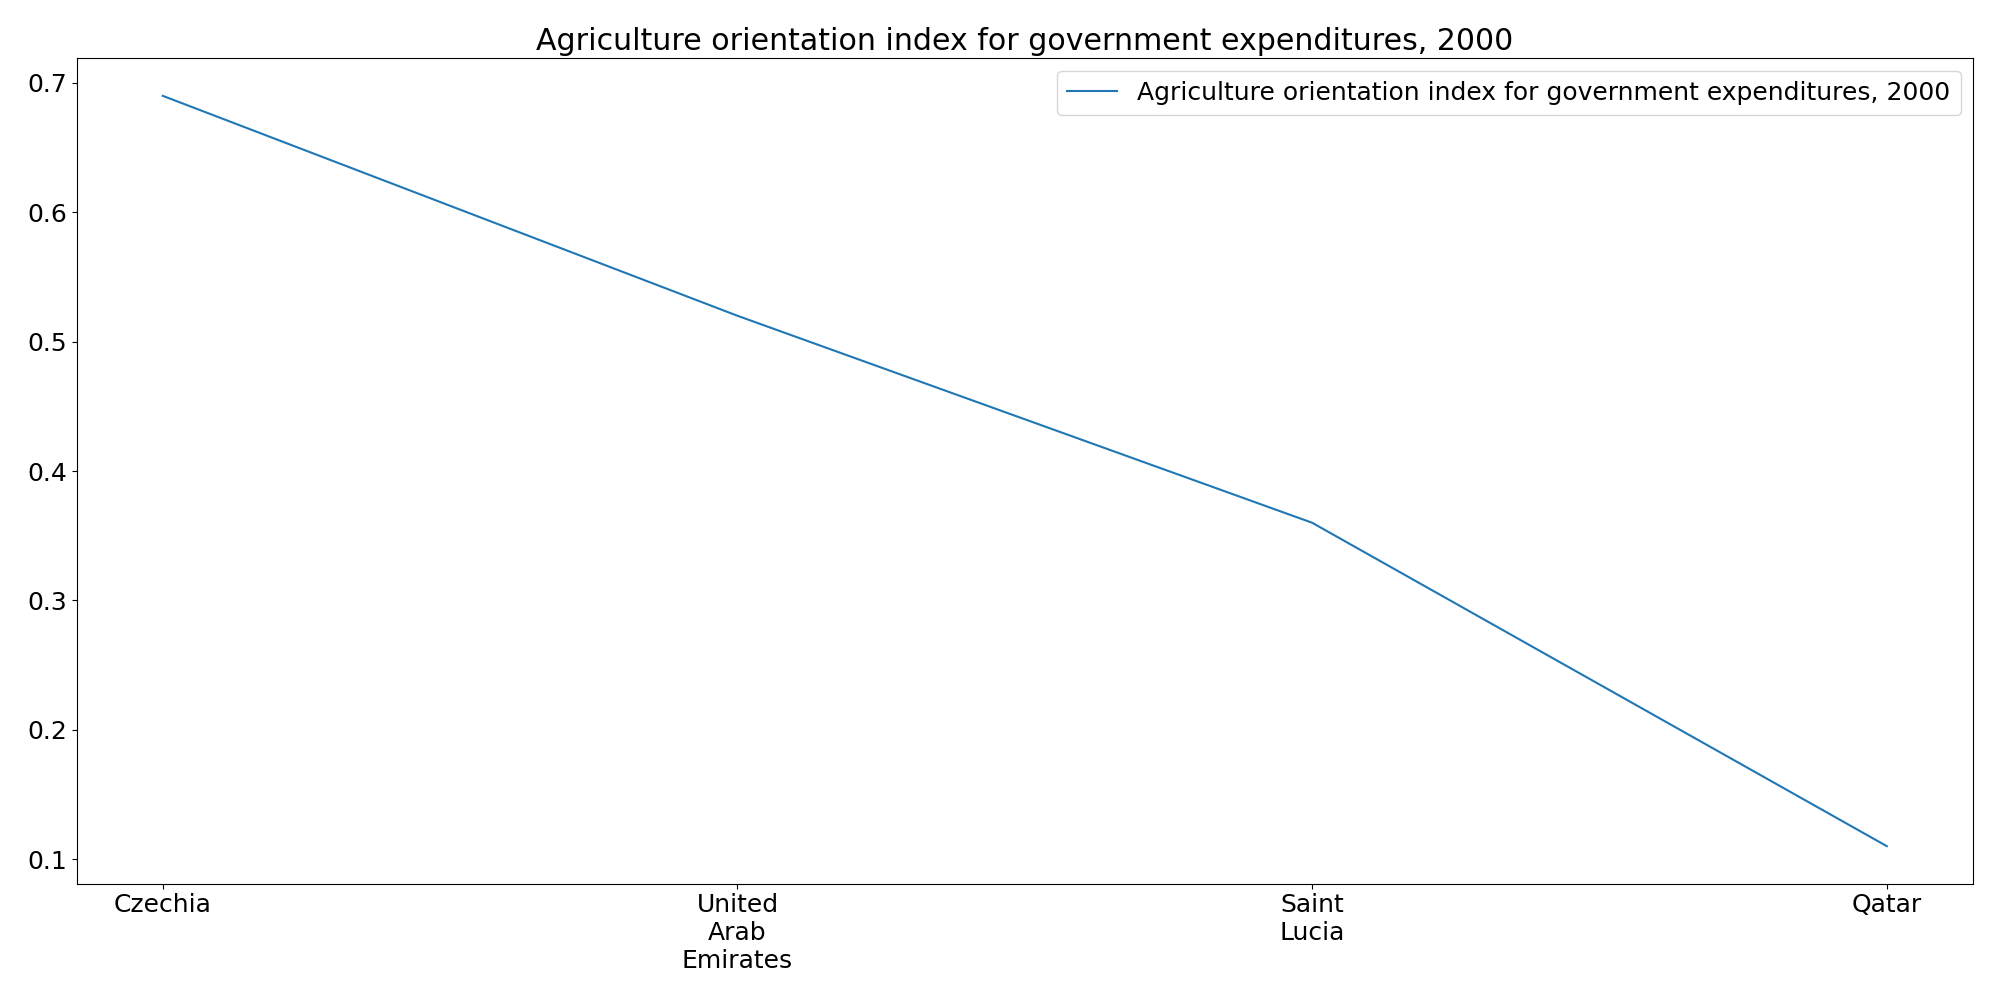 Agriculture orientation index for government expenditures, 2000
Agriculture orientation index for government expenditures, 2000
0.7
0.6
0.5
0.4
0.3
0.2
0.1
Czechia
United
Arab
Emirates
Saint
Lucia
Qatar